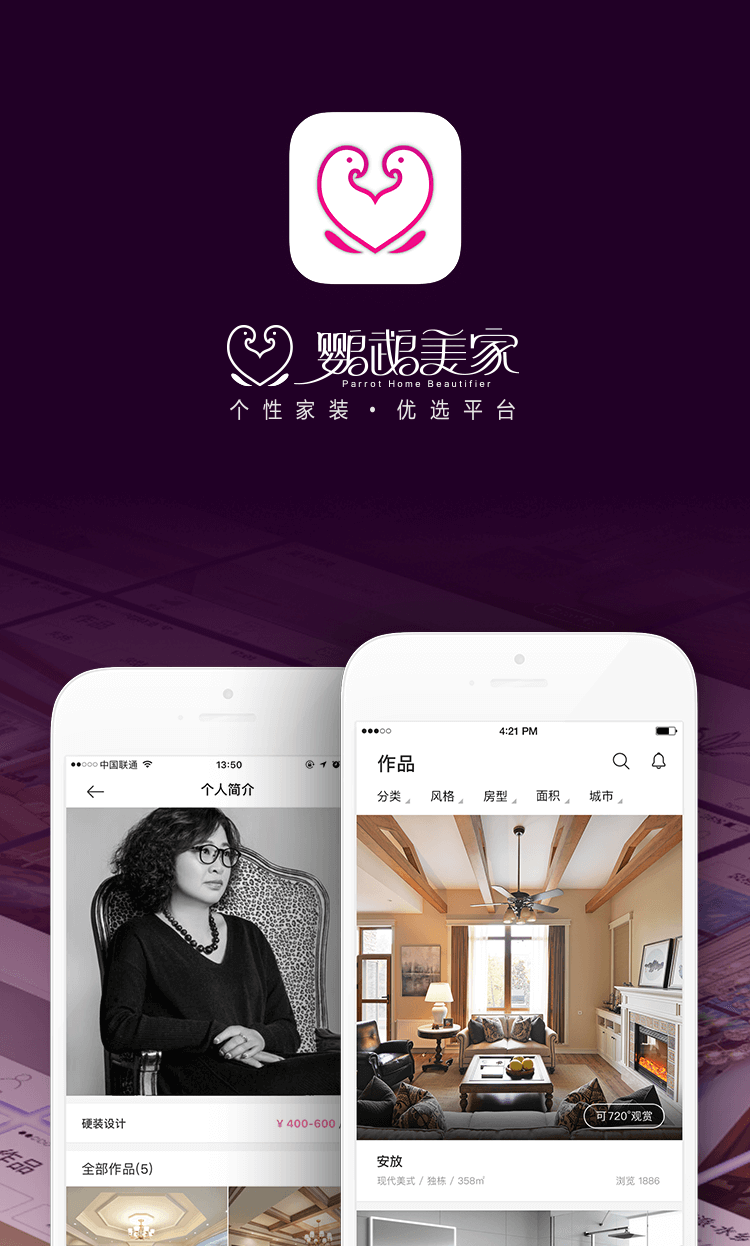 鹦鹉美家
Parrot Home Beautifier
个性家装·优选平台
中国联通 13:50
个人简介
硬装设计 ¥ 400-600 /
全部作品(5)
4:21 PM
作品
分类 风格 房型 面积 城市
可720°观赏
安放
现代美式 / 独栋 / 358㎡ 浏览 1886
作品